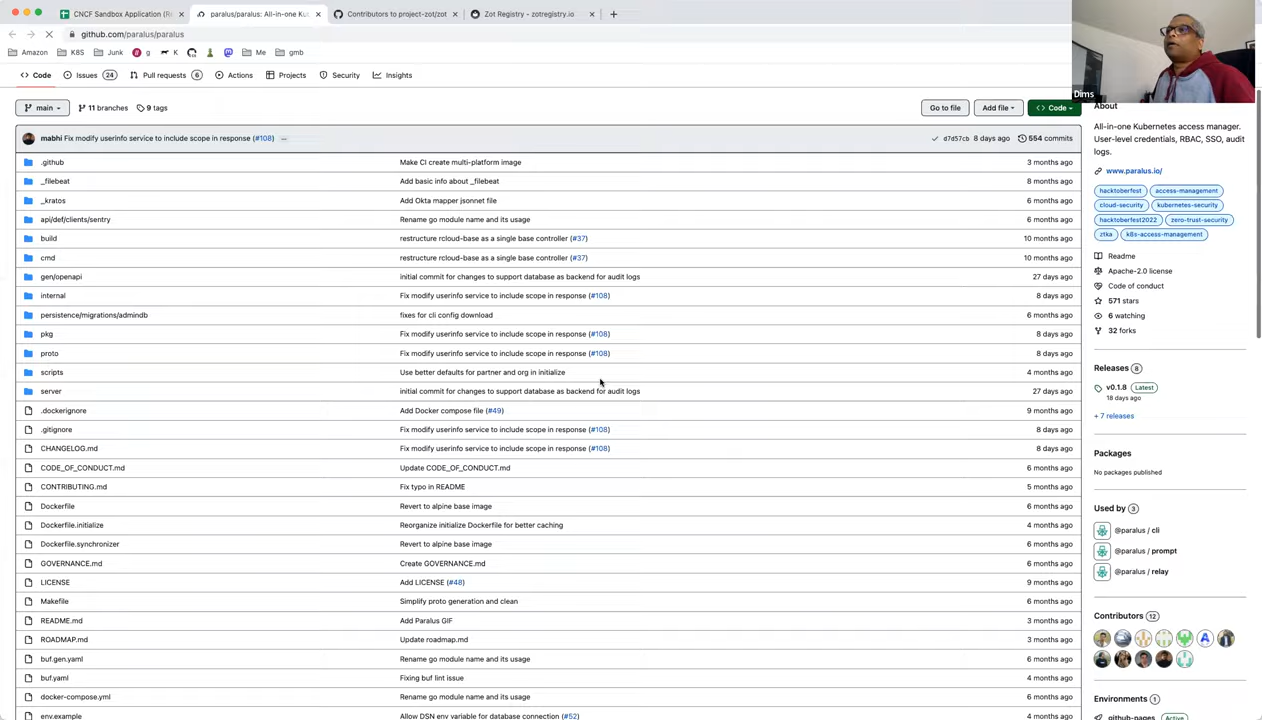 CNCF Sandbox Application (R
paralus/paralus: All-in-one Ku
Contributors to project-zot/zot
Zot Registry - zotregistry.io
github.com/paralus/paralus
Amazon K8S Junk g K Me gmb
Code Issues 24 Pull requests 6 Actions Projects Security Insights
Dims
main 11 branches 9 tags Go to file Add file Code
mabhi Fix modify userinfo service to include scope in response (#108) d7d57cb 8 days ago 554 commits
.github Make CI create multi-platform image 3 months ago
_filebeat Add basic info about _filebeat 8 months ago
_kratos Add Okta mapper jsonnet file 6 months ago
api/def/clients/sentry Rename go module name and its usage 6 months ago
build restructure rcloud-base as a single base controller (#37) 10 months ago
cmd restructure rcloud-base as a single base controller (#37) 10 months ago
gen/openapi initial commit for changes to support database as backend for audit logs 27 days ago
internal Fix modify userinfo service to include scope in response (#108) 8 days ago
persistence/migrations/admindb fixes for cli config download 6 months ago
pkg Fix modify userinfo service to include scope in response (#108) 8 days ago
proto Fix modify userinfo service to include scope in response (#108) 8 days ago
scripts Use better defaults for partner and org in initialize 4 months ago
server initial commit for changes to support database as backend for audit logs 27 days ago
.dockerignore Add Docker compose file (#49) 9 months ago
.gitignore Fix modify userinfo service to include scope in response (#108) 8 days ago
CHANGELOG.md Fix modify userinfo service to include scope in response (#108) 8 days ago
CODE_OF_CONDUCT.md Update CODE_OF_CONDUCT.md 6 months ago
CONTRIBUTING.md Fix typo in README 5 months ago
Dockerfile Revert to alpine base image 6 months ago
Dockerfile.initialize Reorganize initialize Dockerfile for better caching 4 months ago
Dockerfile.synchronizer Revert to alpine base image 6 months ago
GOVERNANCE.md Create GOVERNANCE.md 6 months ago
LICENSE Add LICENSE (#48) 9 months ago
Makefile Simplify proto generation and clean 6 months ago
README.md Add Paralus GIF 3 months ago
ROADMAP.md Update roadmap.md 3 months ago
buf.gen.yaml Rename go module name and its usage 6 months ago
buf.yaml Fixing buf lint issue 4 months ago
docker-compose.yml Rename go module name and its usage 6 months ago
env.example Allow DSN env variable for database connection (#52) 4 months ago
About
All-in-one Kubernetes access manager.
User-level credentials, RBAC, SSO, audit
logs.
www.paralus.io/
hacktoberfest access-management
cloud-security kubernetes-security
hacktoberfest2022 zero-trust-security
ztka k8s-access-management
Readme
Apache-2.0 license
Code of conduct
571 stars
6 watching
32 forks
Releases 8
v0.1.8 Latest
18 days ago
+ 7 releases
Packages
No packages published
Used by 3
@paralus / cli
@paralus / prompt
@paralus / relay
Contributors 12
Environments 1
github-pages Active